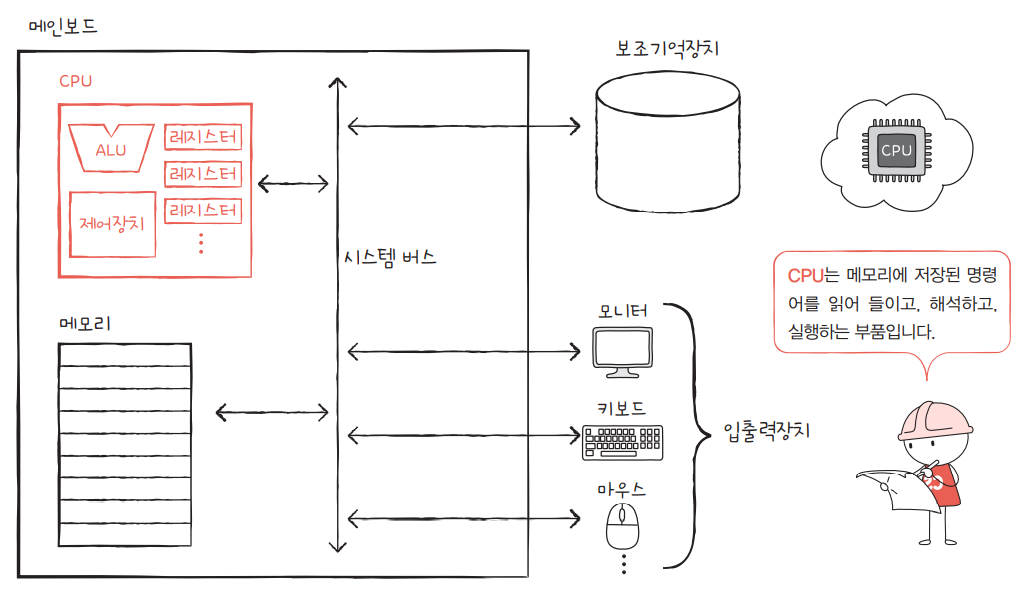 메인보드
CPU
ALU
레지스터
레지스터
레지스터
제어장치
메모리
시스템 버스
보조기억장치
모니터
키보드
마우스
입출력장치
CPU
CPU는 메모리에 저장된 명령
어를 읽어 들이고, 해석하고,
실행하는 부품입니다.